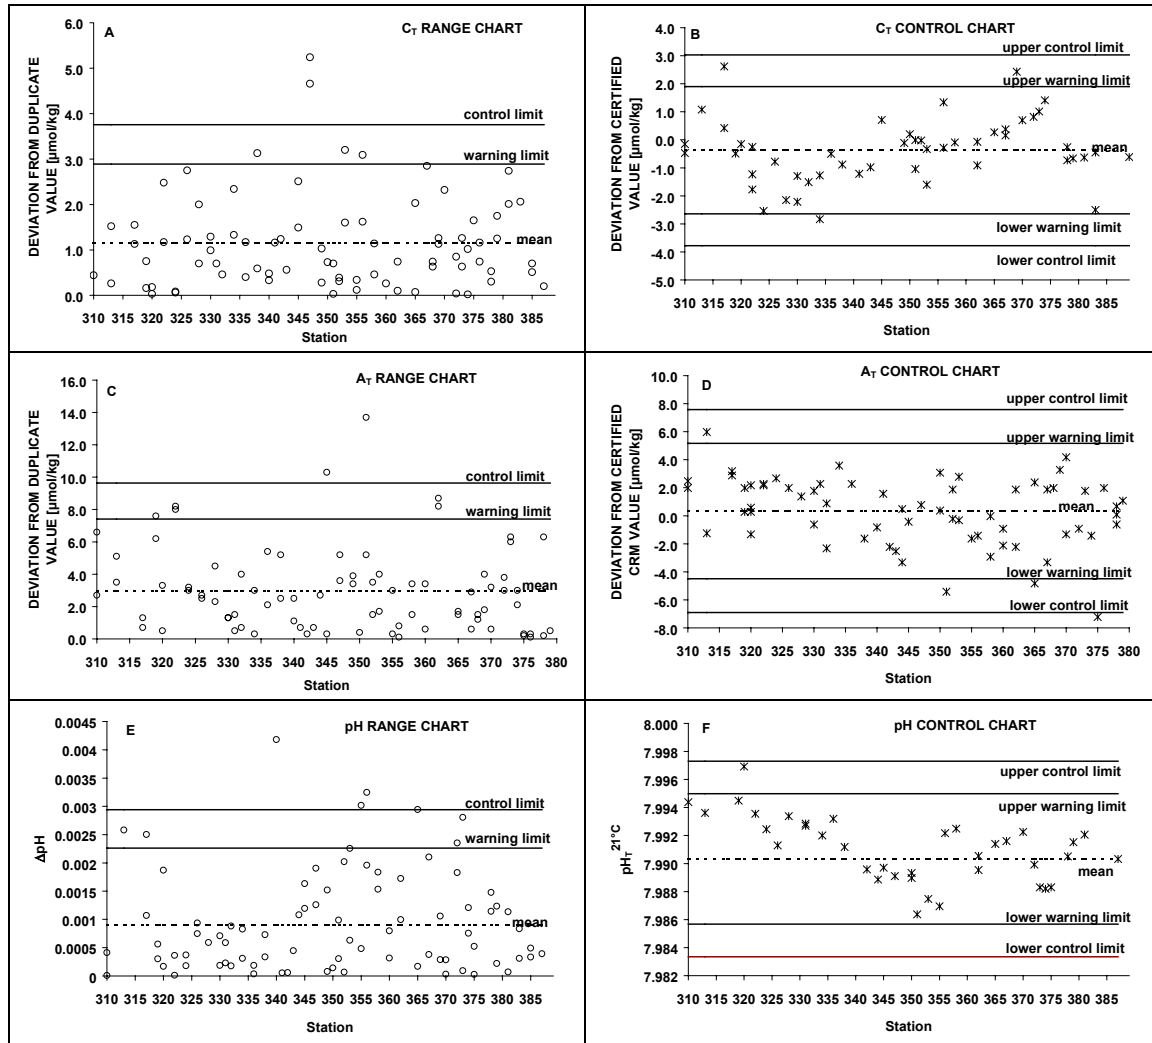 A
C_T RANGE CHART
DEVIATION FROM DUPLICATE
VALUE [µmol/kg]
6.0
5.0
4.0
3.0
2.0
1.0
0.0
control limit
warning limit
mean
310 315 320 325 330 335 340 345 350 355 360 365 370 375 380 385
Station
B
C_T CONTROL CHART
DEVIATION FROM CERTIFIED
VALUE [µmol/kg]
4.0
3.0
2.0
1.0
0.0
-1.0
-2.0
-3.0
-4.0
-5.0
upper control limit
upper warning limit
mean
lower warning limit
lower control limit
310 315 320 325 330 335 340 345 350 355 360 365 370 375 380 385
Station
C
A_T RANGE CHART
DEVIATION FROM DUPLICATE
VALUE [µmol/kg]
16.0
14.0
12.0
10.0
8.0
6.0
4.0
2.0
0.0
control limit
warning limit
mean
310 315 320 325 330 335 340 345 350 355 360 365 370 375 380
Station
D
A_T CONTROL CHART
DEVIATION FROM CERTIFIED
CRM VALUE [µmol/kg]
10.0
8.0
6.0
4.0
2.0
0.0
-2.0
-4.0
-6.0
-8.0
upper control limit
upper warning limit
mean
lower warning limit
lower control limit
310 315 320 325 330 335 340 345 350 355 360 365 370 375 380
Station
E
pH RANGE CHART
ΔpH
0.0045
0.004
0.0035
0.003
0.0025
0.002
0.0015
0.001
0.0005
0
control limit
warning limit
mean
310 315 320 325 330 335 340 345 350 355 360 365 370 375 380 385
Station
F
pH CONTROL CHART
pH_T 21°C
8.000
7.998
7.996
7.994
7.992
7.990
7.988
7.986
7.984
7.982
upper control limit
upper warning limit
mean
lower warning limit
lower control limit
310 315 320 325 330 335 340 345 350 355 360 365 370 375 380 385
Station